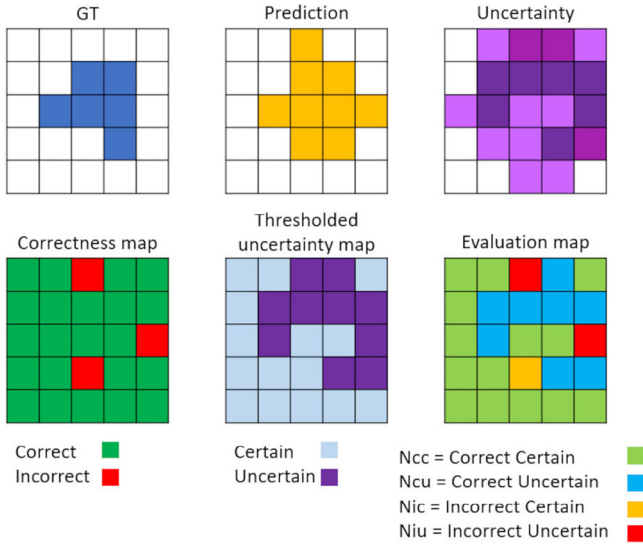 GT
Prediction
Uncertainty
Correctness map
Thresholded
uncertainty map
Evaluation map
Correct
Incorrect
Certain
Uncertain
Ncc = Correct Certain
Ncu = Correct Uncertain
Nic = Incorrect Certain
Niu = Incorrect Uncertain